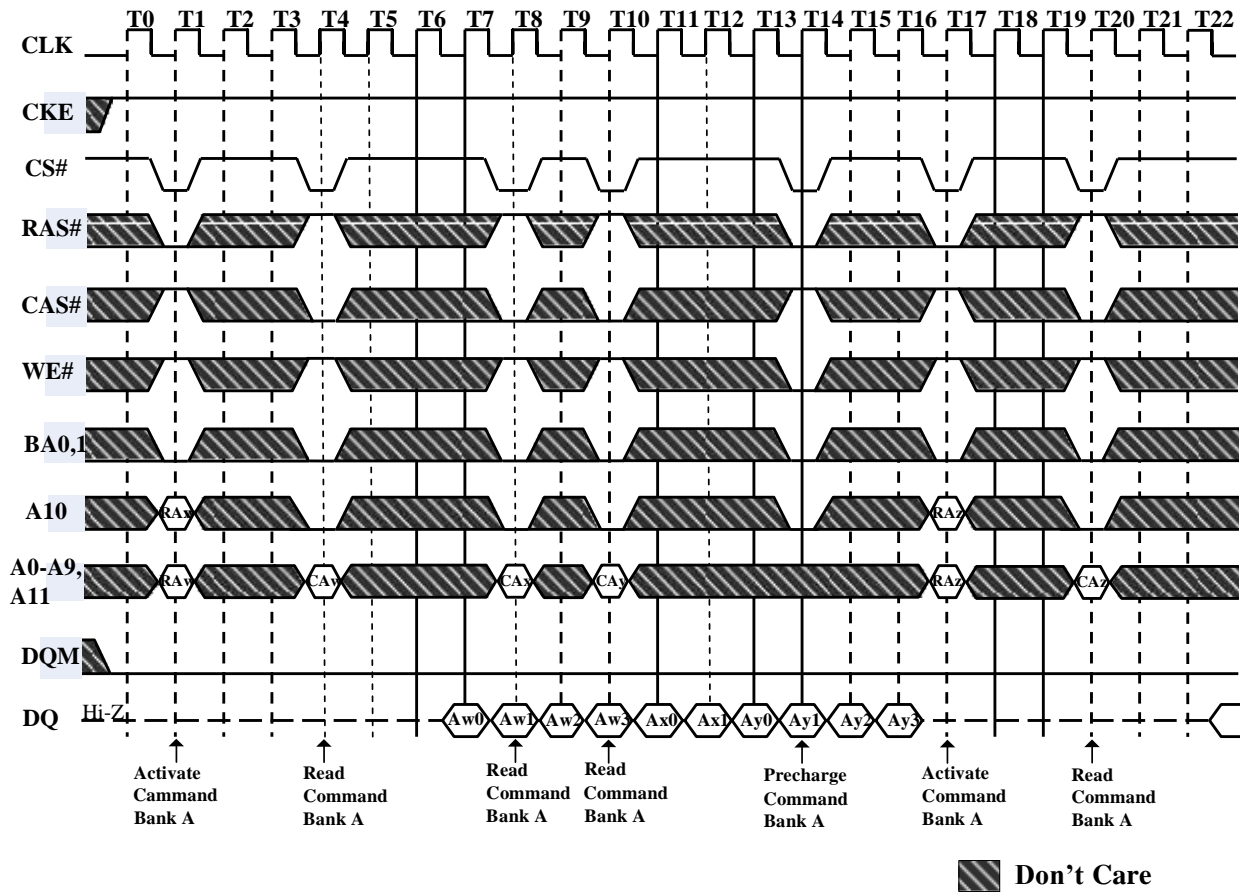 T0 T1 T2 T3 T4 T5 T6 T7 T8 T9 T10 T11 T12 T13 T14 T15 T16 T17 T18 T19 T20 T21 T22
CLK
CKE
CS#
RAS#
CAS#
WE#
BA0,1
A10 RAx RAz
A0-A9,
A11 RAw CAw CAx CAy RAz CAz
DQM
DQ Hi-Z Aw0 Aw1 Aw2 Aw3 Ax0 Ax1 Ay0 Ay1 Ay2 Ay3
Activate
Cammand
Bank A
Read
Command
Bank A
Read
Command
Bank A
Read
Command
Bank A
Precharge
Command
Bank A
Activate
Command
Bank A
Read
Command
Bank A
Don't Care